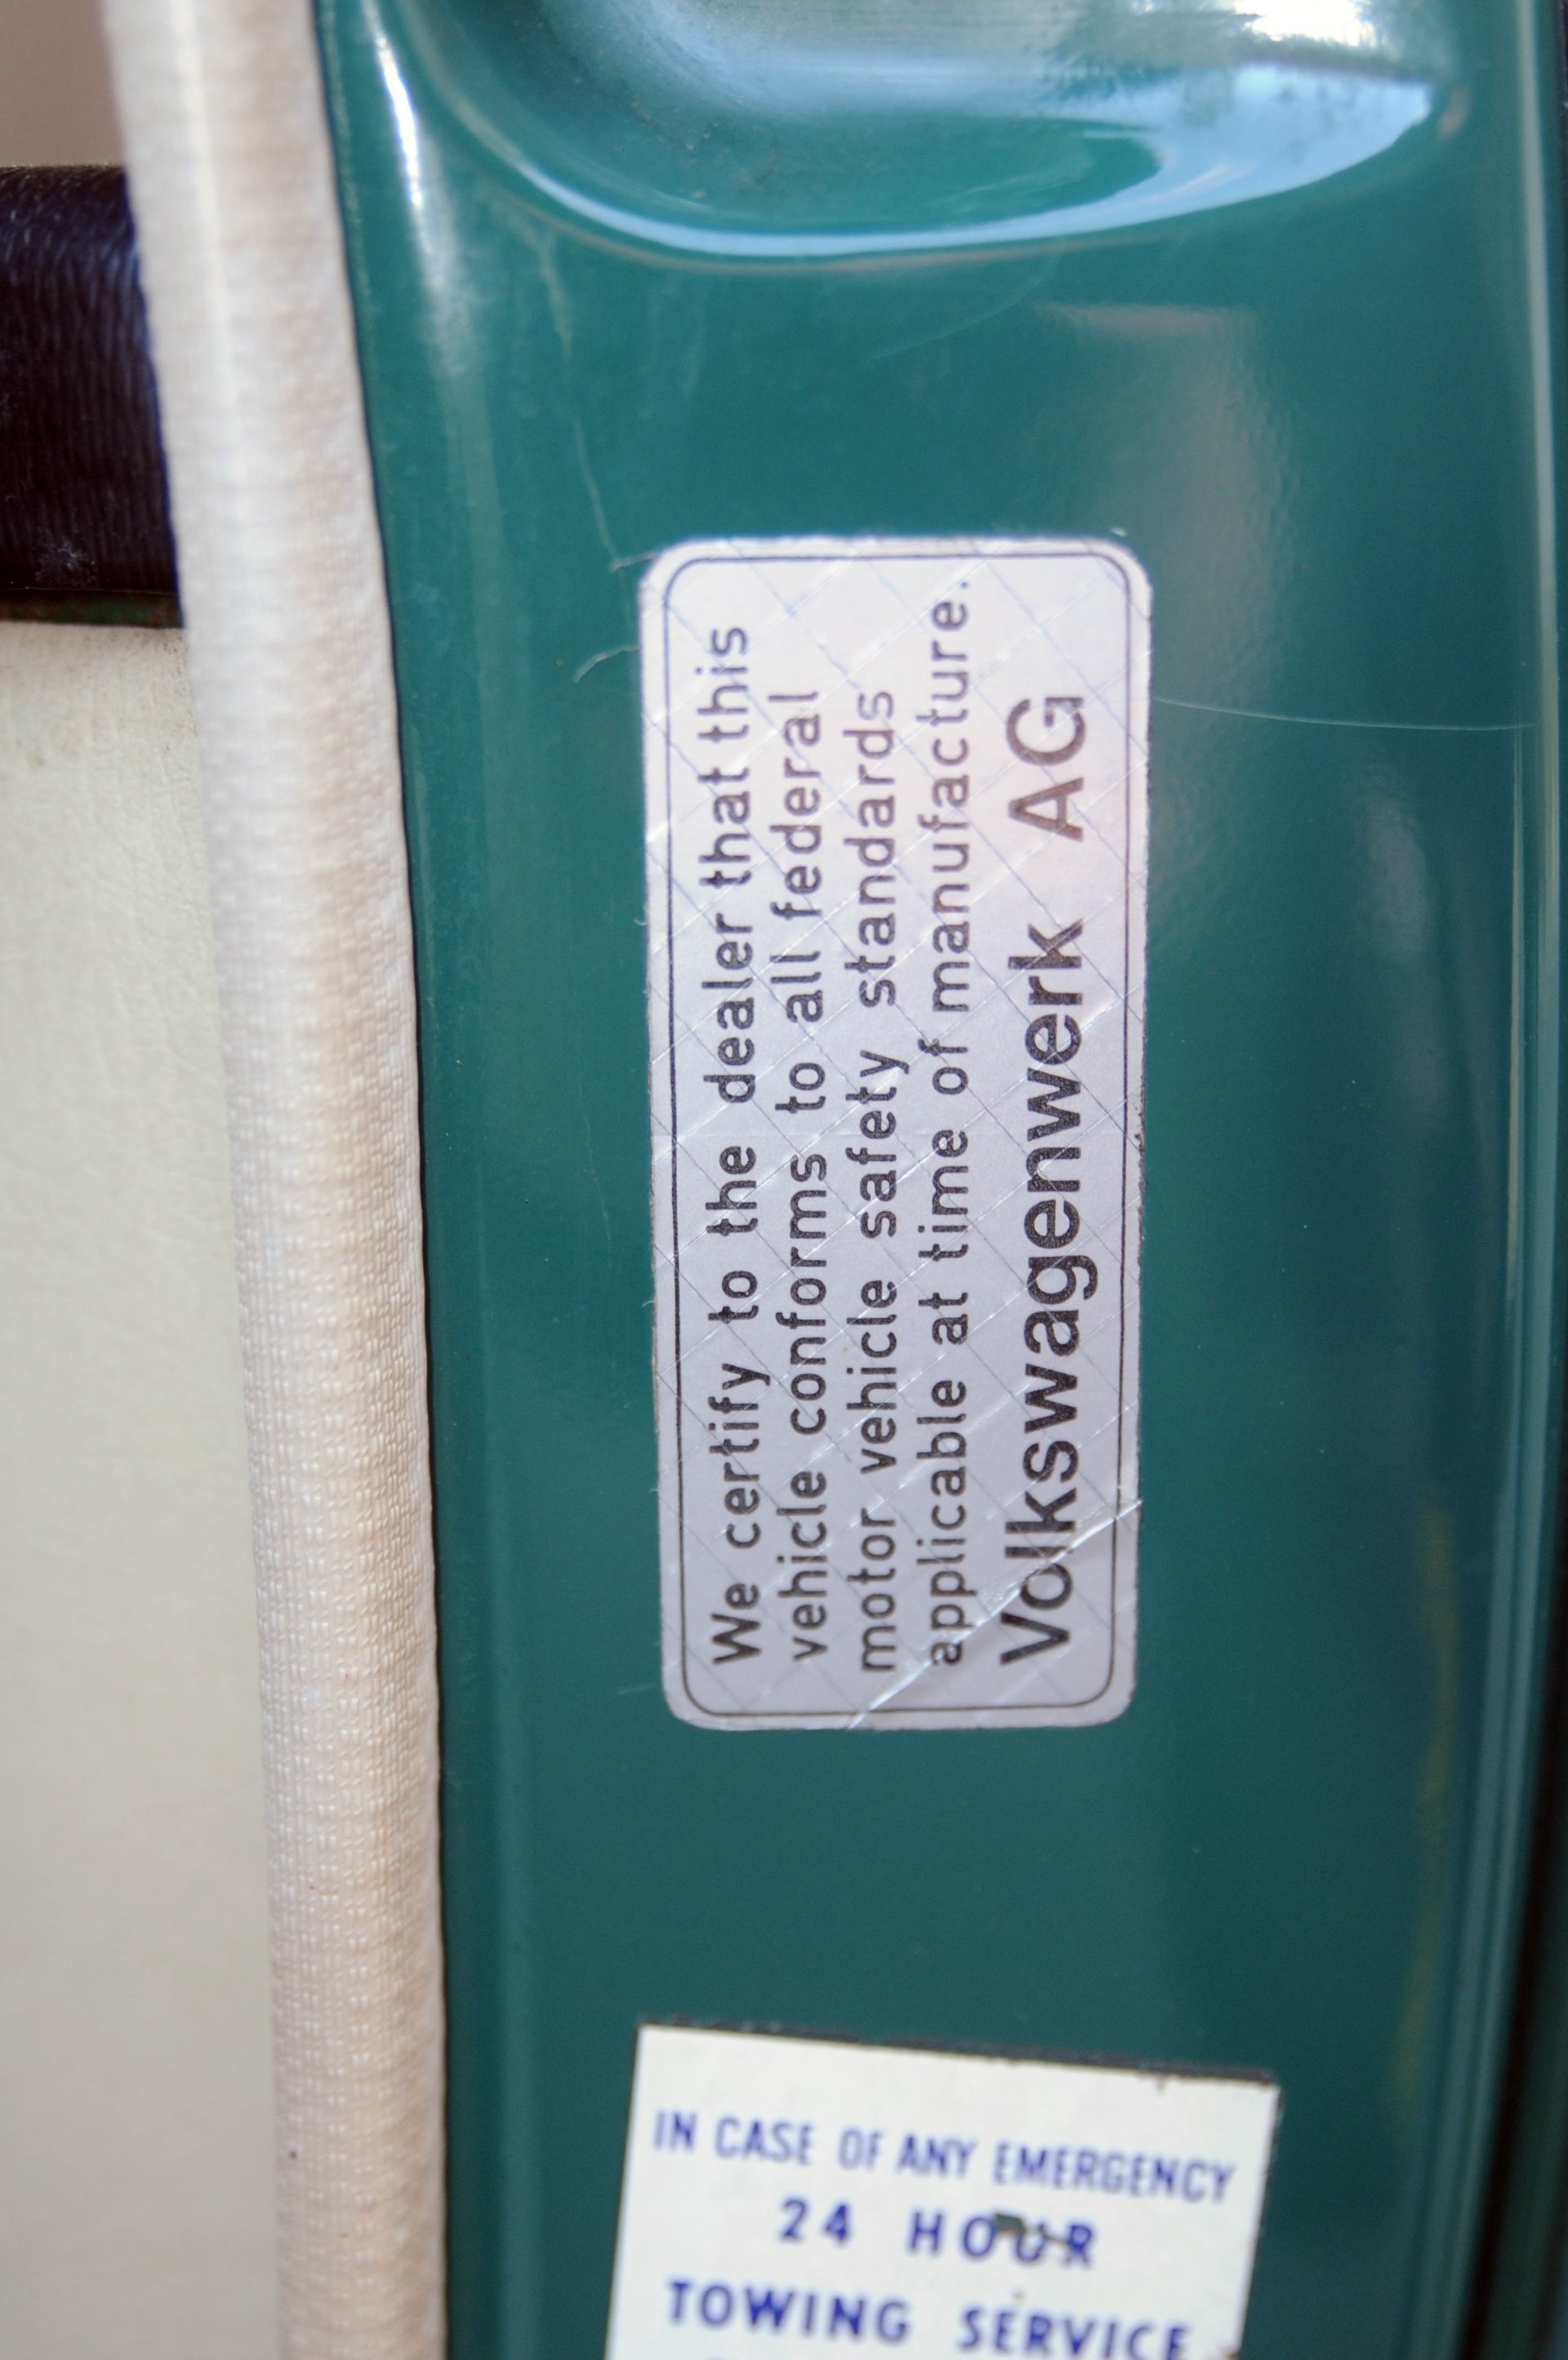 We certify to the dealer that this
vehicle conforms to all federal
motor vehicle safety standards
applicable at time of manufacture.
Volkswagenwerk AG
IN CASE OF ANY EMERGENCY
24 HOUR
TOWING SERVICE